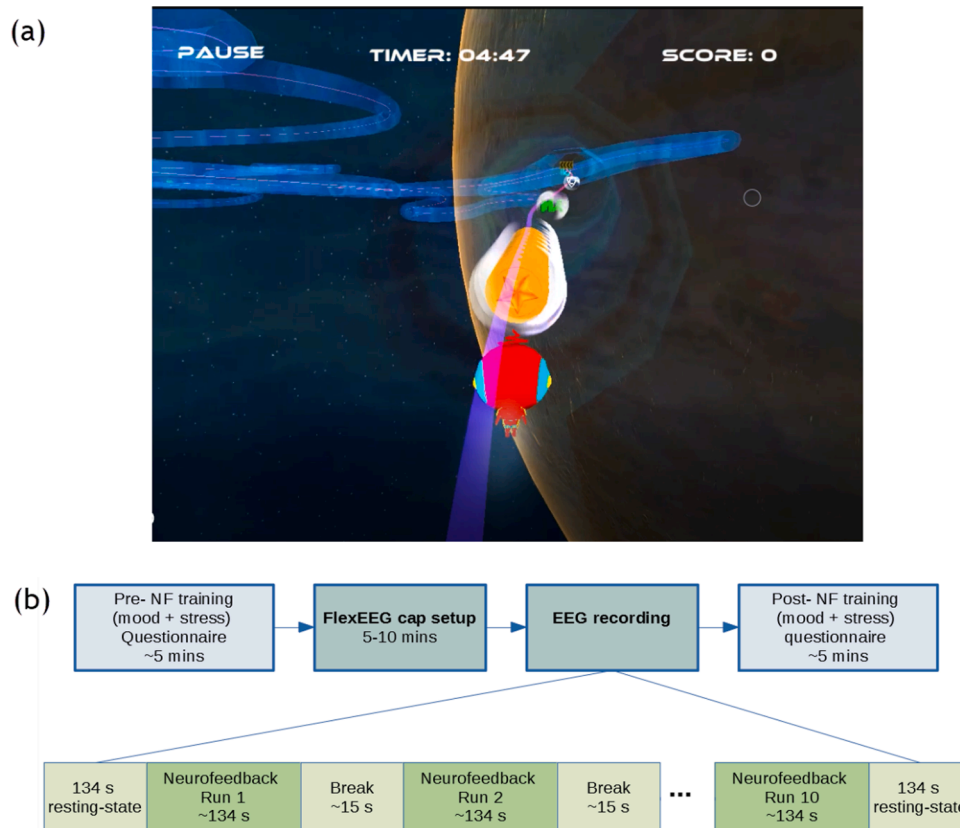 (a)
PAUSE TIMER: 04:47 SCORE: 0
(b)
Pre- NF training
(mood + stress)
Questionnaire
~5 mins
FlexEEG cap setup
5-10 mins
EEG recording
Post- NF training
(mood + stress)
questionnaire
~5 mins
134 s
resting-state
Neurofeedback
Run 1
~134 s
Break
~15 s
Neurofeedback
Run 2
~134 s
Break
~15 s
...
Neurofeedback
Run 10
~134 s
134 s
resting-state